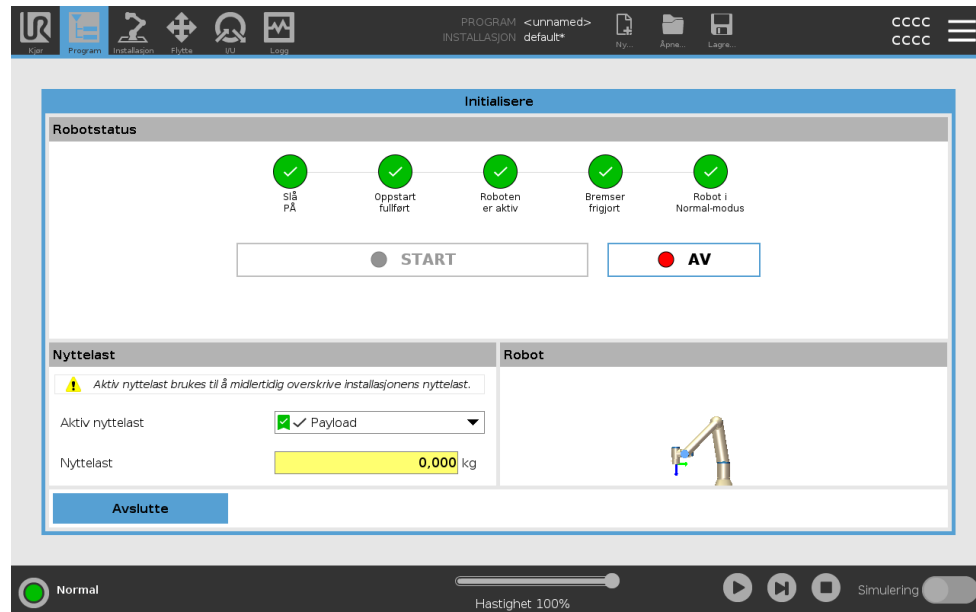 UR
Kjør
Program
Installasjon
Flytte
I/U
Logg
PROGRAM <unnamed>
INSTALLASJON default*
Ny...
Åpne...
Lagre...
CCCC
CCCC
Initialisere
Robotstatus
Slå
PÅ
Oppstart
fullført
Roboten
er aktiv
Bremser
frigjort
Robot i
Normal-modus
START
AV
Nyttelast
Robot
Aktiv nyttelast brukes til å midlertidig overskrive installasjonens nyttelast.
Aktiv nyttelast
Payload
Nyttelast
0,000 kg
Avslutte
Normal
Hastighet 100%
Simulering